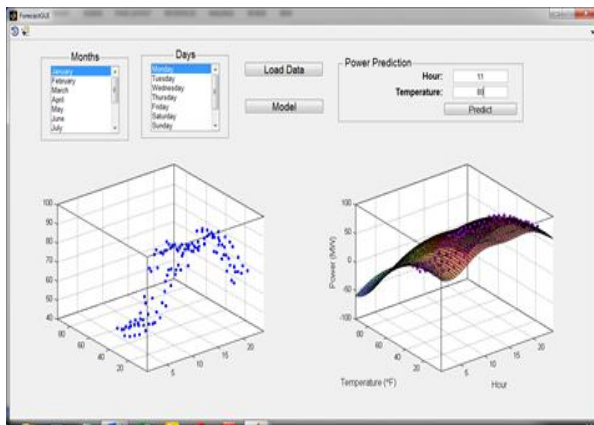 ForecastGUI
Months
January
February
March
April
May
June
July
Days
Monday
Tuesday
Wednesday
Thursday
Friday
Saturday
Sunday
Load Data
Model
Power Prediction
Hour: 11
Temperature:
Predict
100
90
80
70
60
50
40
80
60
40
20
5
10
15
20
100
50
0
-50
-100
Power (MW)
80
60
40
20
Temperature (°F)
5
10
15
20
Hour